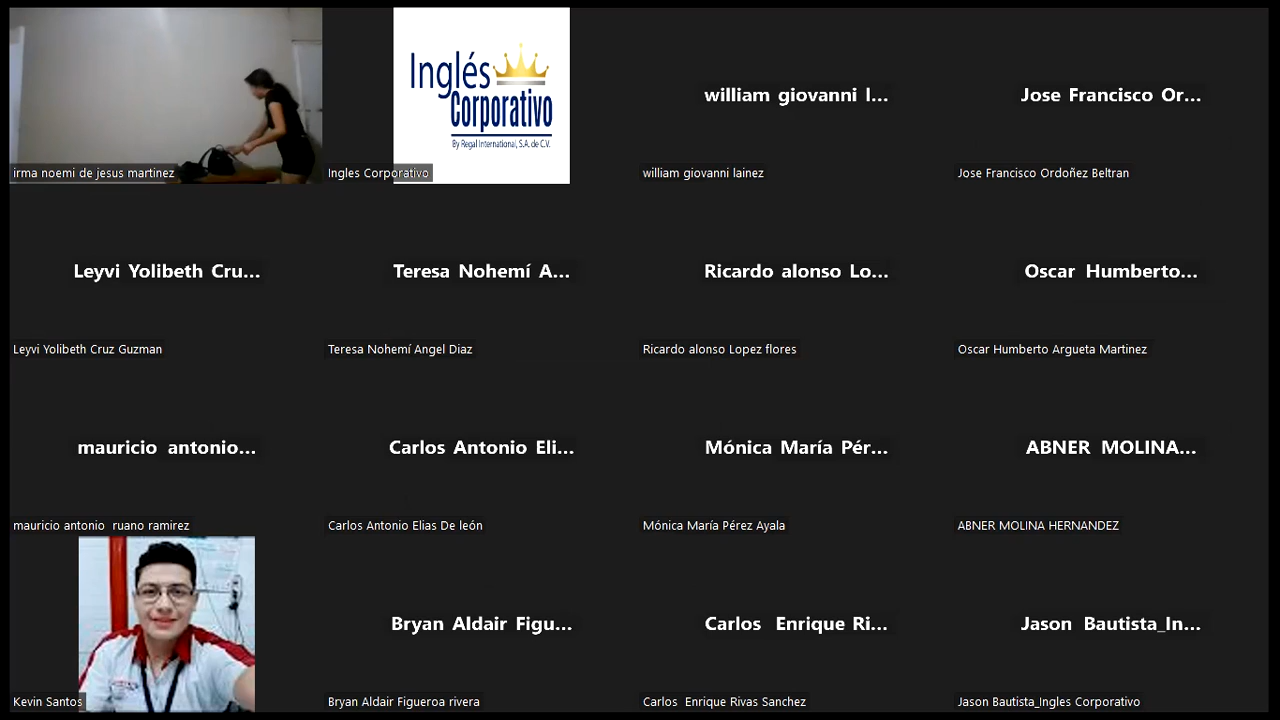 Inglés
Corporativo
By Regal International, S.A. de C.V.
william giovanni l...
Jose Francisco Or...
irma noemi de jesus martinez
Ingles Corporativo
william giovanni lainez
Jose Francisco Ordoñez Beltran
Leyvi Yolibeth Cru...
Teresa Nohemí A...
Ricardo alonso Lo...
Oscar Humberto...
Leyvi Yolibeth Cruz Guzman
Teresa Nohemí Angel Diaz
Ricardo alonso Lopez flores
Oscar Humberto Argueta Martinez
mauricio antonio...
Carlos Antonio Eli...
Mónica María Pér...
ABNER MOLINA...
mauricio antonio ruano ramirez
Carlos Antonio Elias De león
Mónica María Pérez Ayala
ABNER MOLINA HERNANDEZ
Bryan Aldair Figu...
Carlos Enrique Ri...
Jason Bautista_In...
Kevin Santos
Bryan Aldair Figueroa rivera
Carlos Enrique Rivas Sanchez
Jason Bautista_Ingles Corporativo